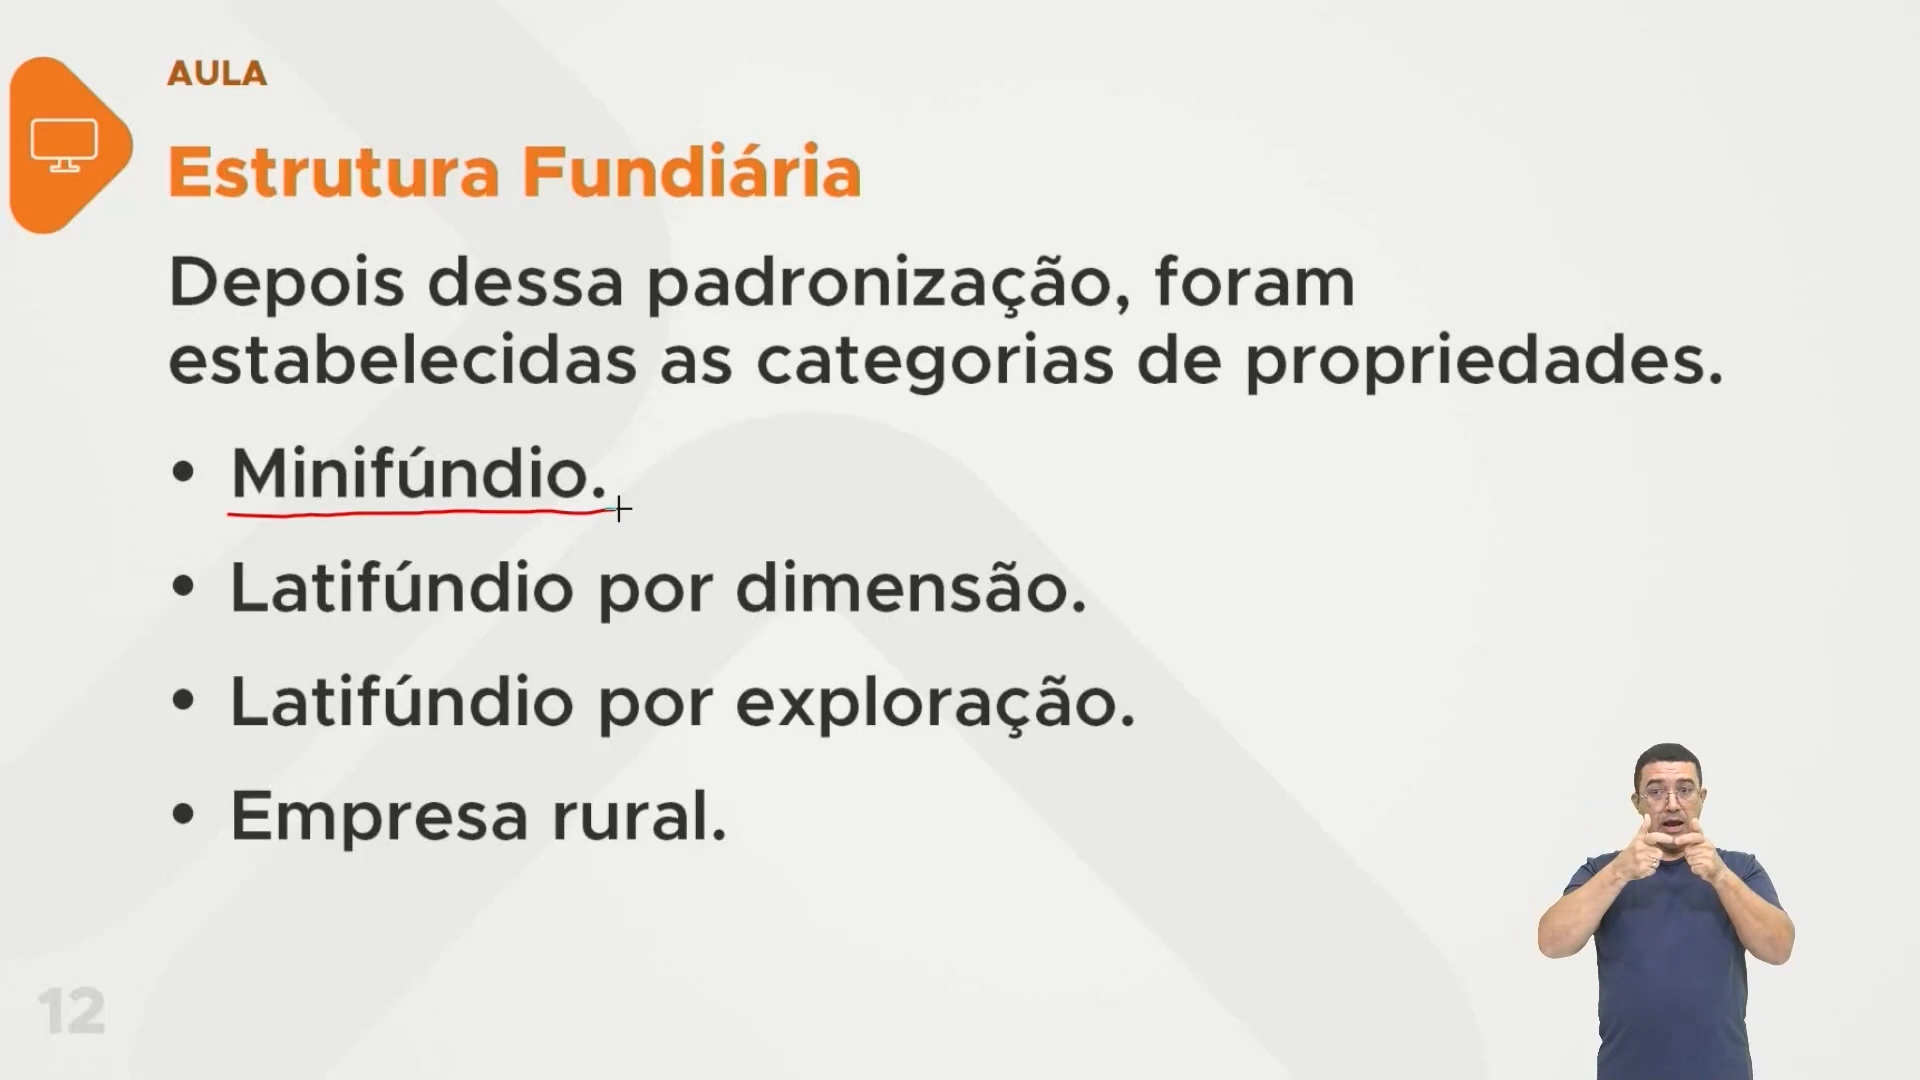 AULA
Estrutura Fundiária
Depois dessa padronização, foram
estabelecidas as categorias de propriedades.
• Minifúndio.
• Latifúndio por dimensão.
• Latifúndio por exploração.
• Empresa rural.
12